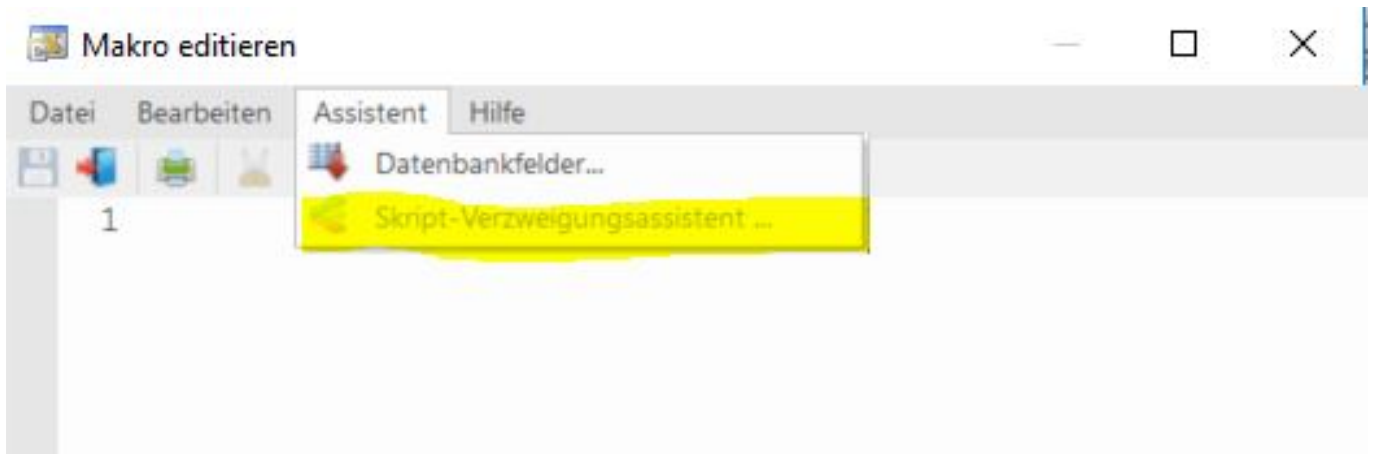 Makro editieren
Datei Bearbeiten Assistent Hilfe
Datenbankfelder...
1
Skript-Verzweigungsassistent ...